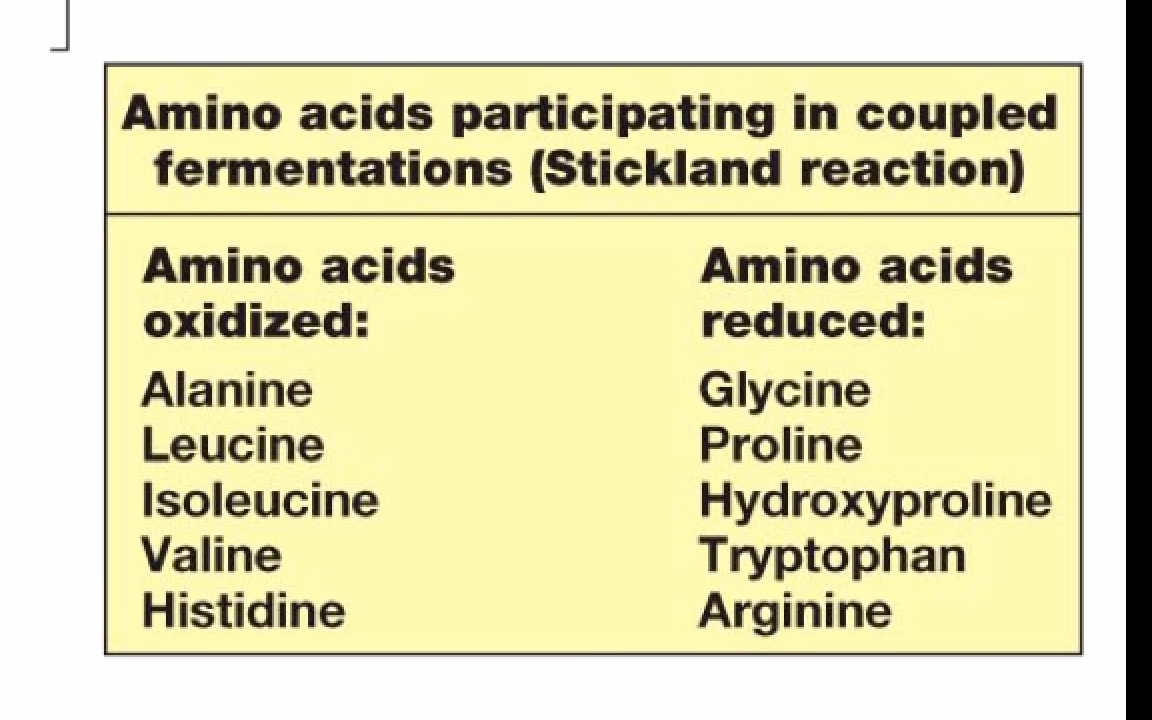 Amino acids participating in coupled
fermentations (Stickland reaction)
Amino acids
oxidized:
Alanine
Leucine
Isoleucine
Valine
Histidine
Amino acids
reduced:
Glycine
Proline
Hydroxyproline
Tryptophan
Arginine